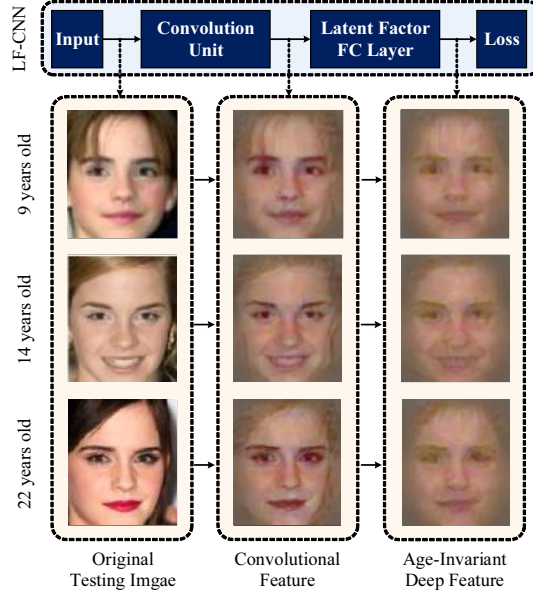 LF-CNN
Input
Convolution
Unit
Latent Factor
FC Layer
Loss
9 years old
14 years old
22 years old
Original
Testing Imgae
Convolutional
Feature
Age-Invariant
Deep Feature